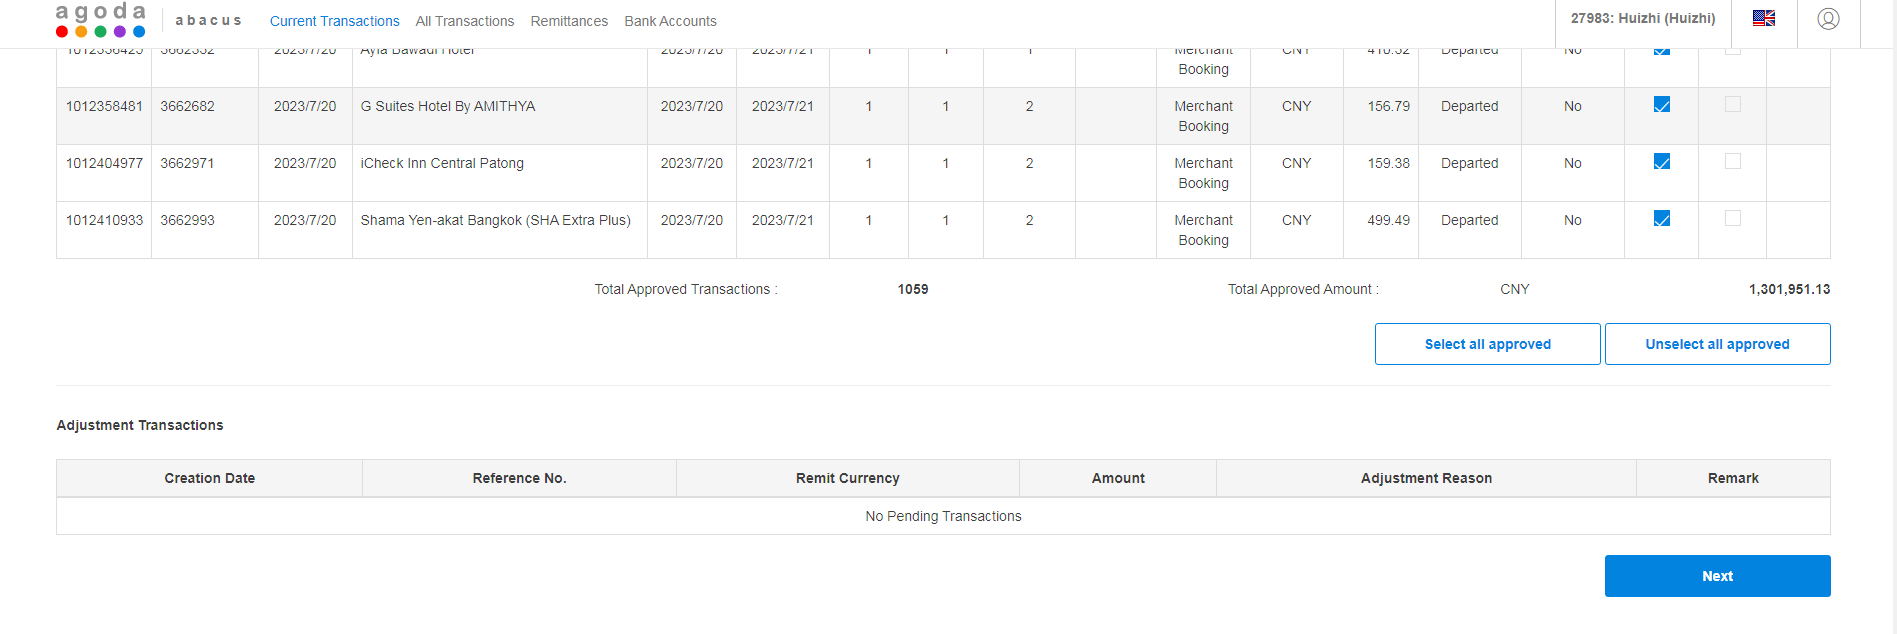 agoda abacus Current Transactions All Transactions Remittances Bank Accounts 27983: Huizhi (Huizhi)
1012358481 3662682 2023/7/20 G Suites Hotel By AMITHYA 2023/7/20 2023/7/21 1 1 2 Merchant Booking CNY 156.79 Departed No
1012404977 3662971 2023/7/20 iCheck Inn Central Patong 2023/7/20 2023/7/21 1 1 2 Merchant Booking CNY 159.38 Departed No
1012410933 3662993 2023/7/20 Shama Yen-akat Bangkok (SHA Extra Plus) 2023/7/20 2023/7/21 1 1 2 Merchant Booking CNY 499.49 Departed No
Total Approved Transactions : 1059 Total Approved Amount : CNY 1,301,951.13
Select all approved Unselect all approved
Adjustment Transactions
Creation Date Reference No. Remit Currency Amount Adjustment Reason Remark
No Pending Transactions
Next